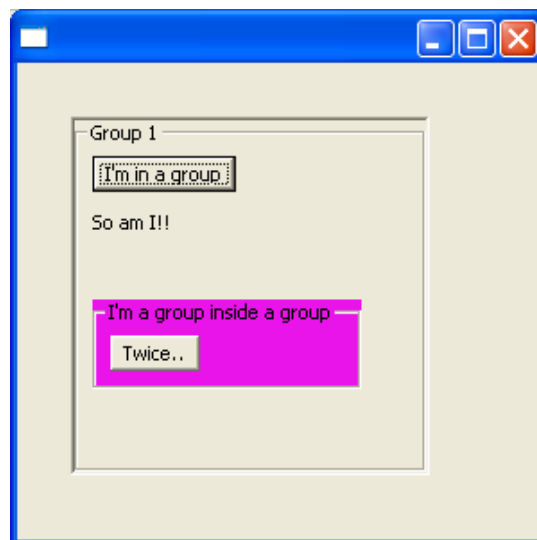 Group 1
I'm in a group
So am I!!
I'm a group inside a group
Twice..